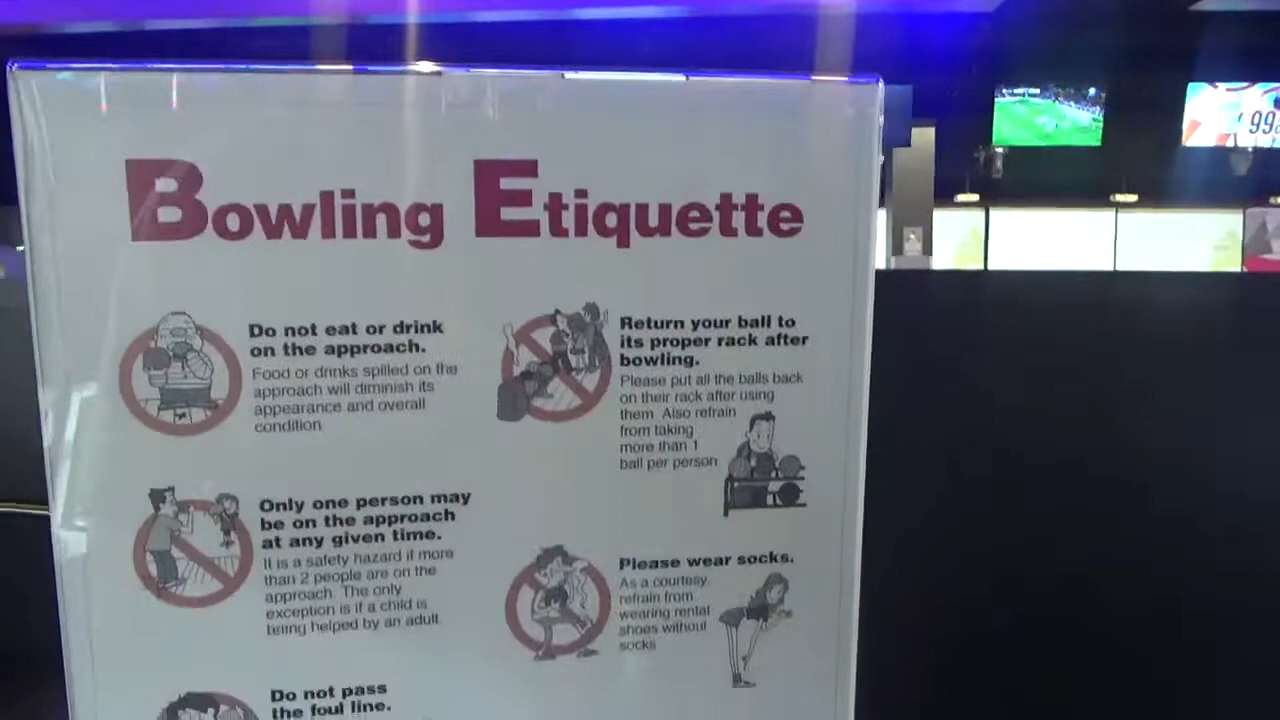 Bowling Etiquette
Do not eat or drink
on the approach.
Food or drinks spilled on the
approach will diminish its
appearance and overall
condition
Only one person may
be on the approach
at any given time.
It is a safety hazard if more
than 2 people are on the
approach. The only
exception is if a child is
being helped by an adult.
Do not pass
the foul line.
Return your ball to
its proper rack after
bowling.
Please put all the balls back
on their rack after using
them. Also refrain
from taking
more than 1
ball per person
Please wear socks.
As a courtesy
refrain from
wearing rental
shoes without
socks
99